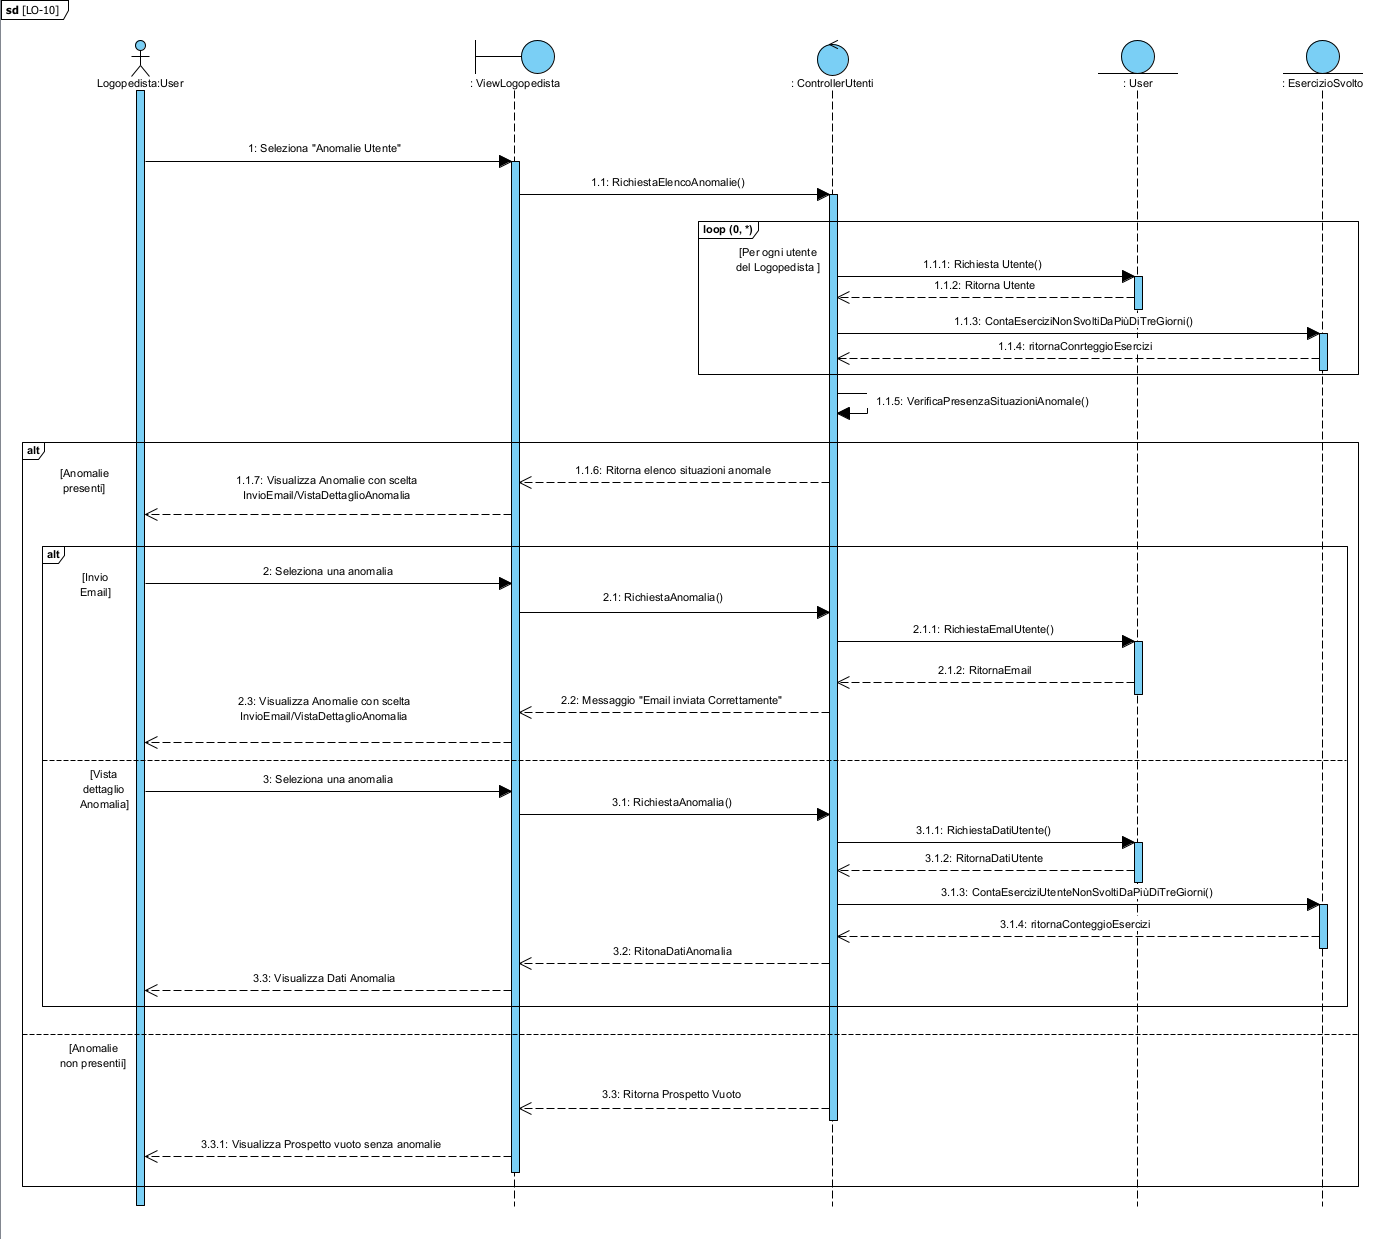 sd [LO-10]
Logopedista:User
: ViewLogopedista
: ControllerUtenti
: User
: EsercizioSvolto
1: Seleziona "Anomalie Utente"
1.1: RichiestaElencoAnomalie()
loop (0, *)
[Per ogni utente
del Logopedista ]
1.1.1: Richiesta Utente()
1.1.2: Ritorna Utente
1.1.3: ContaEserciziNonSvoltiDaPiùDiTreGiorni()
1.1.4: ritornaConrteggioEsercizi
1.1.5: VerificaPresenzaSituazioniAnomale()
alt
[Anomalie
presenti]
1.1.6: Ritorna elenco situazioni anomale
1.1.7: Visualizza Anomalie con scelta
InvioEmail/VistaDettaglioAnomalia
alt
[Invio
Email]
2: Seleziona una anomalia
2.1: RichiestaAnomalia()
2.1.1: RichiestaEmalUtente()
2.1.2: RitornaEmail
2.2: Messaggio "Email inviata Correttamente"
2.3: Visualizza Anomalie con scelta
InvioEmail/VistaDettaglioAnomalia
[Vista
dettaglio
Anomalia]
3: Seleziona una anomalia
3.1: RichiestaAnomalia()
3.1.1: RichiestaDatiUtente()
3.1.2: RitornaDatiUtente
3.1.3: ContaEserciziUtenteNonSvoltiDaPiùDiTreGiorni()
3.1.4: ritornaConteggioEsercizi
3.2: RitonaDatiAnomalia
3.3: Visualizza Dati Anomalia
[Anomalie
non presentii]
3.3: Ritorna Prospetto Vuoto
3.3.1: Visualizza Prospetto vuoto senza anomalie